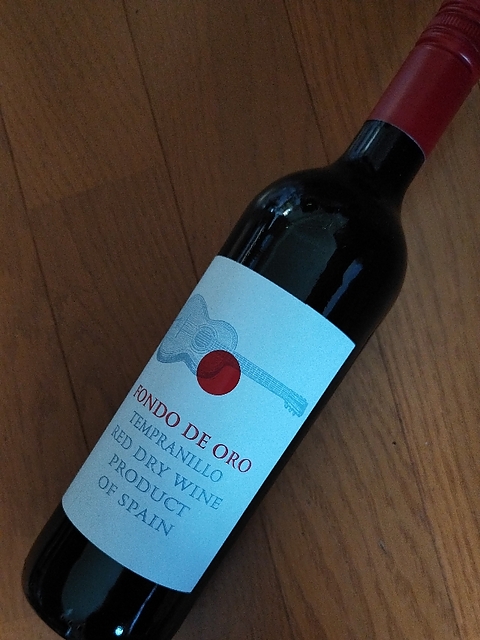 FONDO DE ORO
TEMPRANILLO
RED DRY WINE
PRODUCT
OF SPAIN